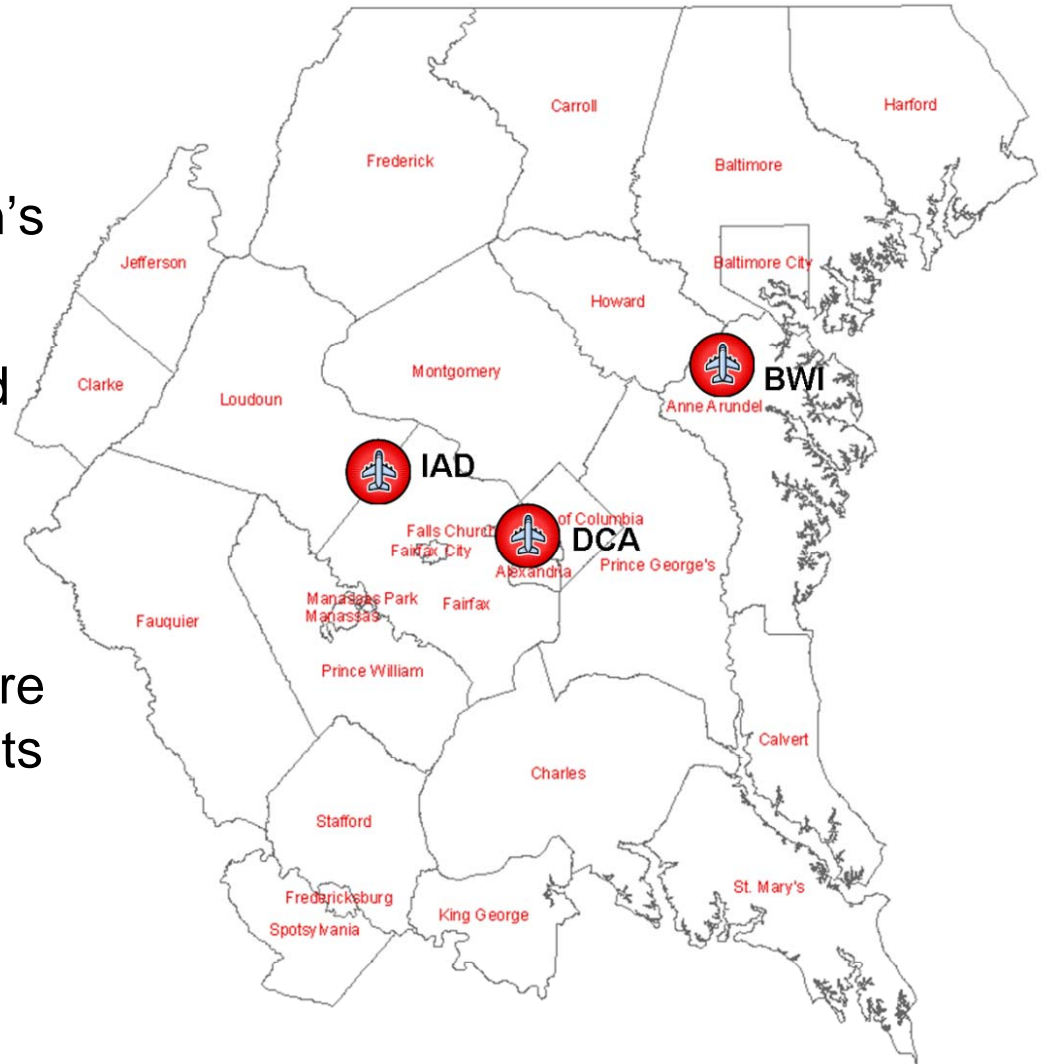 n's
d
re
ts
Carroll
Harford
Frederick
Baltimore
Jefferson
Baltimore City
Howard
Clarke
Montgomery
BWI
Loudoun
Anne Arundel
IAD
of Columbia
Falls Church
DCA
Fairfax City
Prince George's
Alexandria
Manassas Park
Fairfax
Manassas
Fauquier
Prince William
Calvert
Charles
Stafford
St. Mary's
Fredericksburg
King George
Spotsylvania